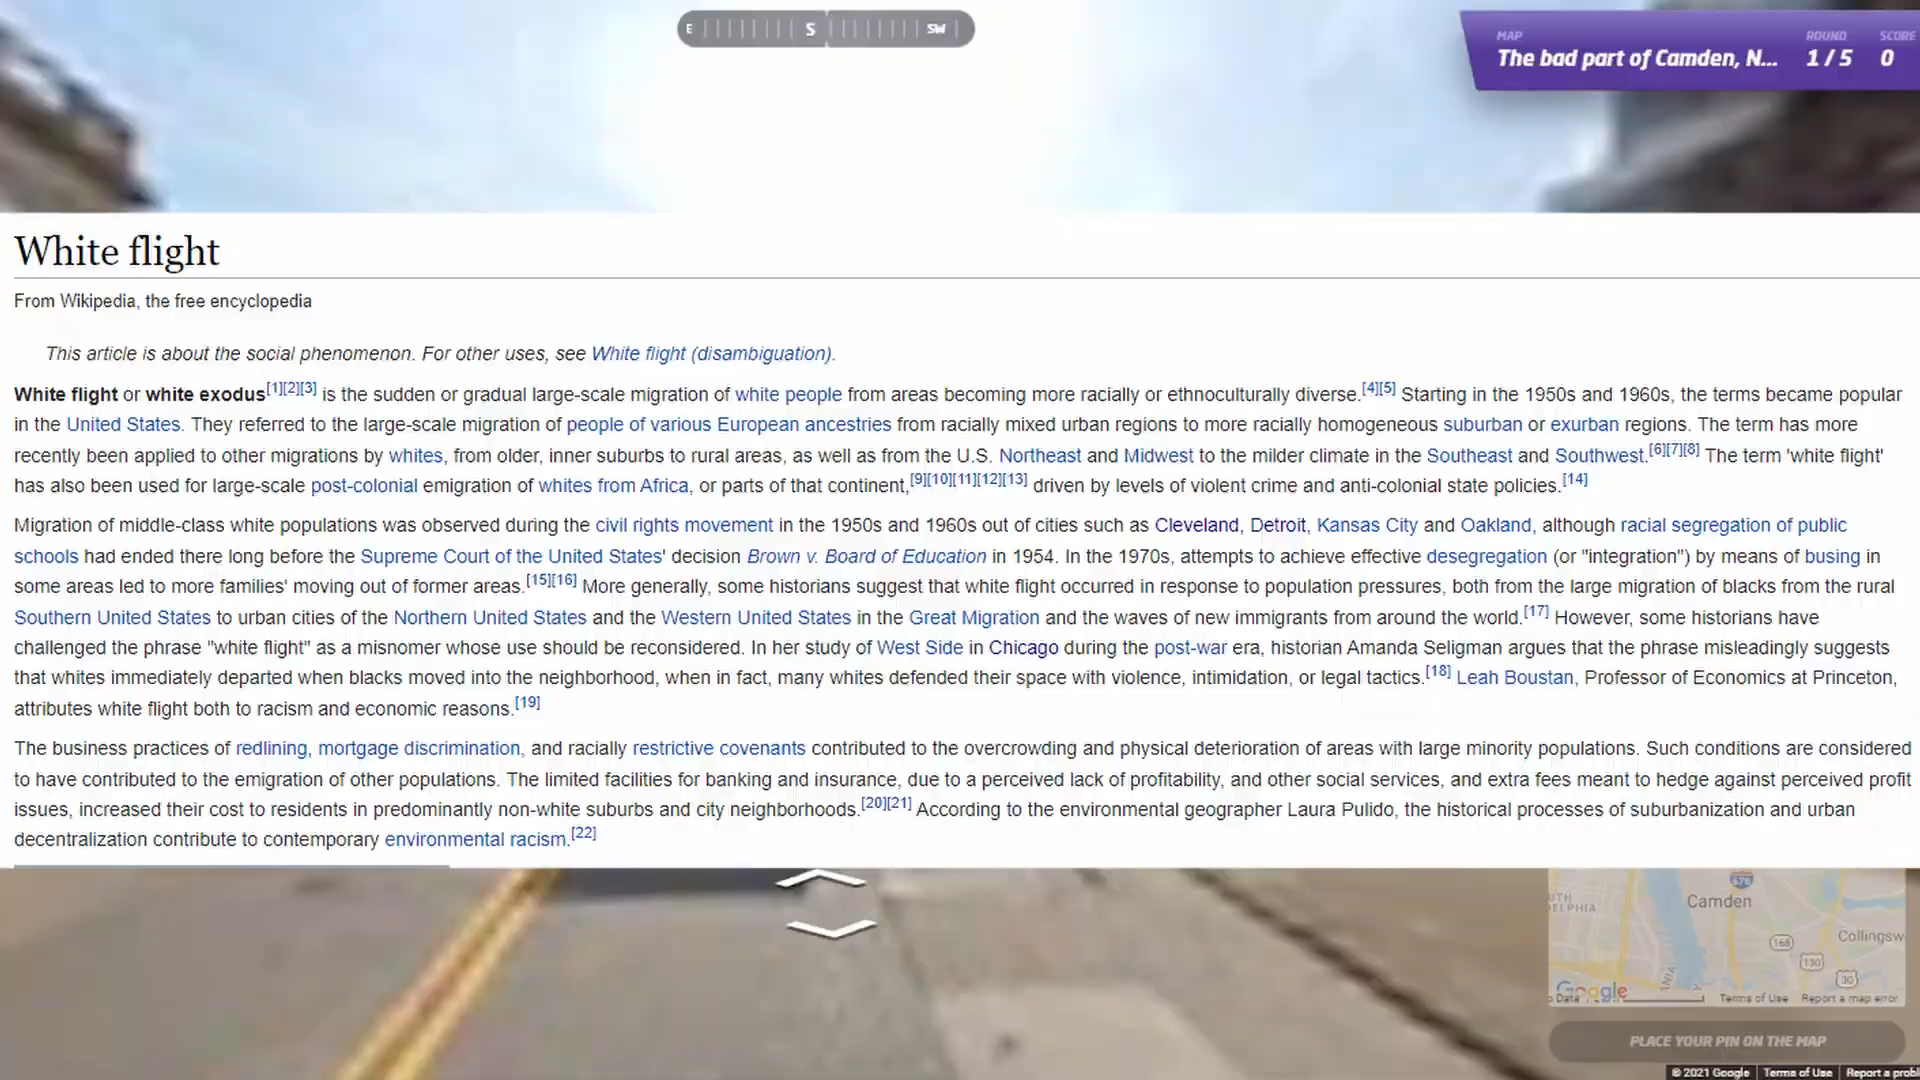 E S SW
MAP ROUND SCORE
The bad part of Camden, N... 1 / 5 0
White flight
From Wikipedia, the free encyclopedia
This article is about the social phenomenon. For other uses, see White flight (disambiguation).
White flight or white exodus[1][2][3] is the sudden or gradual large-scale migration of white people from areas becoming more racially or ethnoculturally diverse.[4][5] Starting in the 1950s and 1960s, the terms became popular
in the United States. They referred to the large-scale migration of people of various European ancestries from racially mixed urban regions to more racially homogeneous suburban or exurban regions. The term has more
recently been applied to other migrations by whites, from older, inner suburbs to rural areas, as well as from the U.S. Northeast and Midwest to the milder climate in the Southeast and Southwest.[6][7][8] The term 'white flight'
has also been used for large-scale post-colonial emigration of whites from Africa, or parts of that continent,[9][10][11][12][13] driven by levels of violent crime and anti-colonial state policies.[14]
Migration of middle-class white populations was observed during the civil rights movement in the 1950s and 1960s out of cities such as Cleveland, Detroit, Kansas City and Oakland, although racial segregation of public
schools had ended there long before the Supreme Court of the United States' decision Brown v. Board of Education in 1954. In the 1970s, attempts to achieve effective desegregation (or "integration") by means of busing in
some areas led to more families' moving out of former areas.[15][16] More generally, some historians suggest that white flight occurred in response to population pressures, both from the large migration of blacks from the rural
Southern United States to urban cities of the Northern United States and the Western United States in the Great Migration and the waves of new immigrants from around the world.[17] However, some historians have
challenged the phrase "white flight" as a misnomer whose use should be reconsidered. In her study of West Side in Chicago during the post-war era, historian Amanda Seligman argues that the phrase misleadingly suggests
that whites immediately departed when blacks moved into the neighborhood, when in fact, many whites defended their space with violence, intimidation, or legal tactics.[18] Leah Boustan, Professor of Economics at Princeton,
attributes white flight both to racism and economic reasons.[19]
The business practices of redlining, mortgage discrimination, and racially restrictive covenants contributed to the overcrowding and physical deterioration of areas with large minority populations. Such conditions are considered
to have contributed to the emigration of other populations. The limited facilities for banking and insurance, due to a perceived lack of profitability, and other social services, and extra fees meant to hedge against perceived profit
issues, increased their cost to residents in predominantly non-white suburbs and city neighborhoods.[20][21] According to the environmental geographer Laura Pulido, the historical processes of suburbanization and urban
decentralization contribute to contemporary environmental racism.[22]
676
Camden
Collingsw
168
130
30
Google
Data Terms of Use Report a map error
PLACE YOUR PIN ON THE MAP
© 2021 Google Terms of Use Report a probl